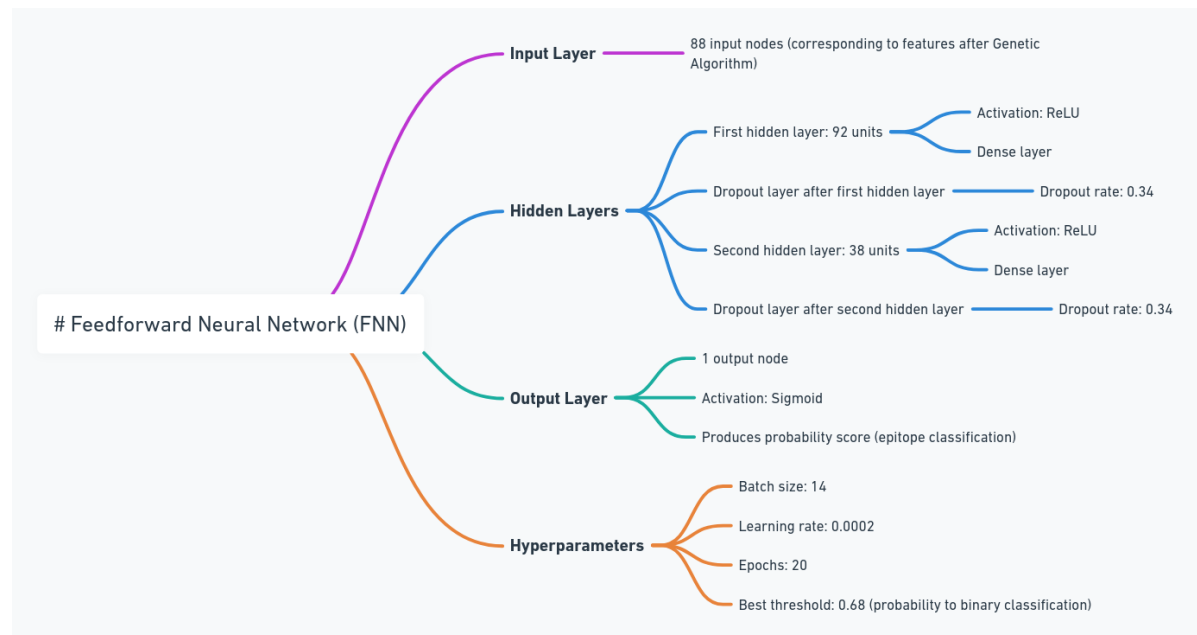 # Feedforward Neural Network (FNN)
Input Layer
88 input nodes (corresponding to features after Genetic
Algorithm)
Hidden Layers
First hidden layer: 92 units
Activation: ReLU
Dense layer
Dropout layer after first hidden layer
Dropout rate: 0.34
Second hidden layer: 38 units
Activation: ReLU
Dense layer
Dropout layer after second hidden layer
Dropout rate: 0.34
Output Layer
1 output node
Activation: Sigmoid
Produces probability score (epitope classification)
Hyperparameters
Batch size: 14
Learning rate: 0.0002
Epochs: 20
Best threshold: 0.68 (probability to binary classification)